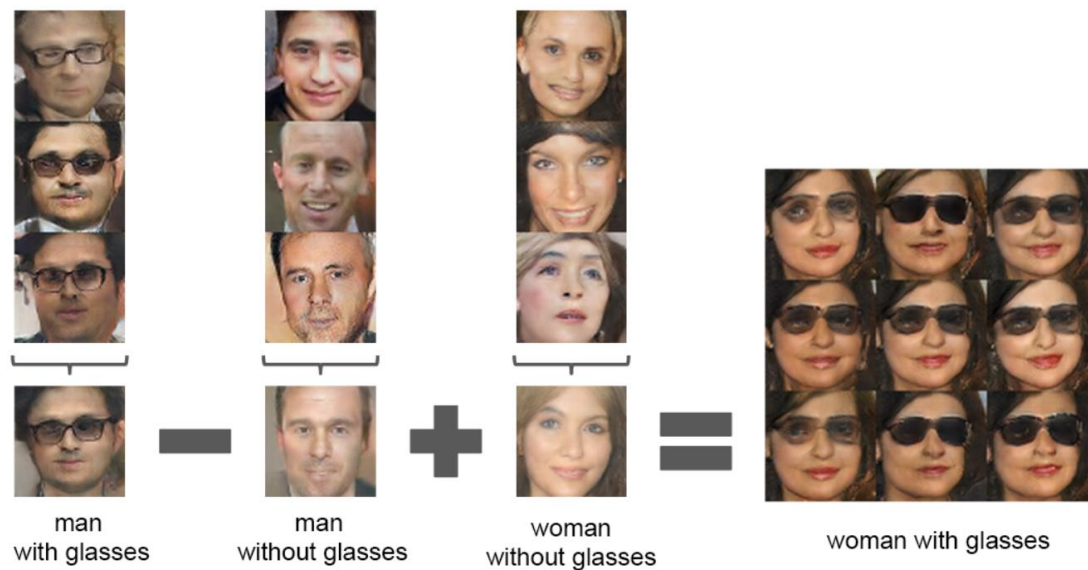 man
with glasses
man
without glasses
woman
without glasses
woman with glasses